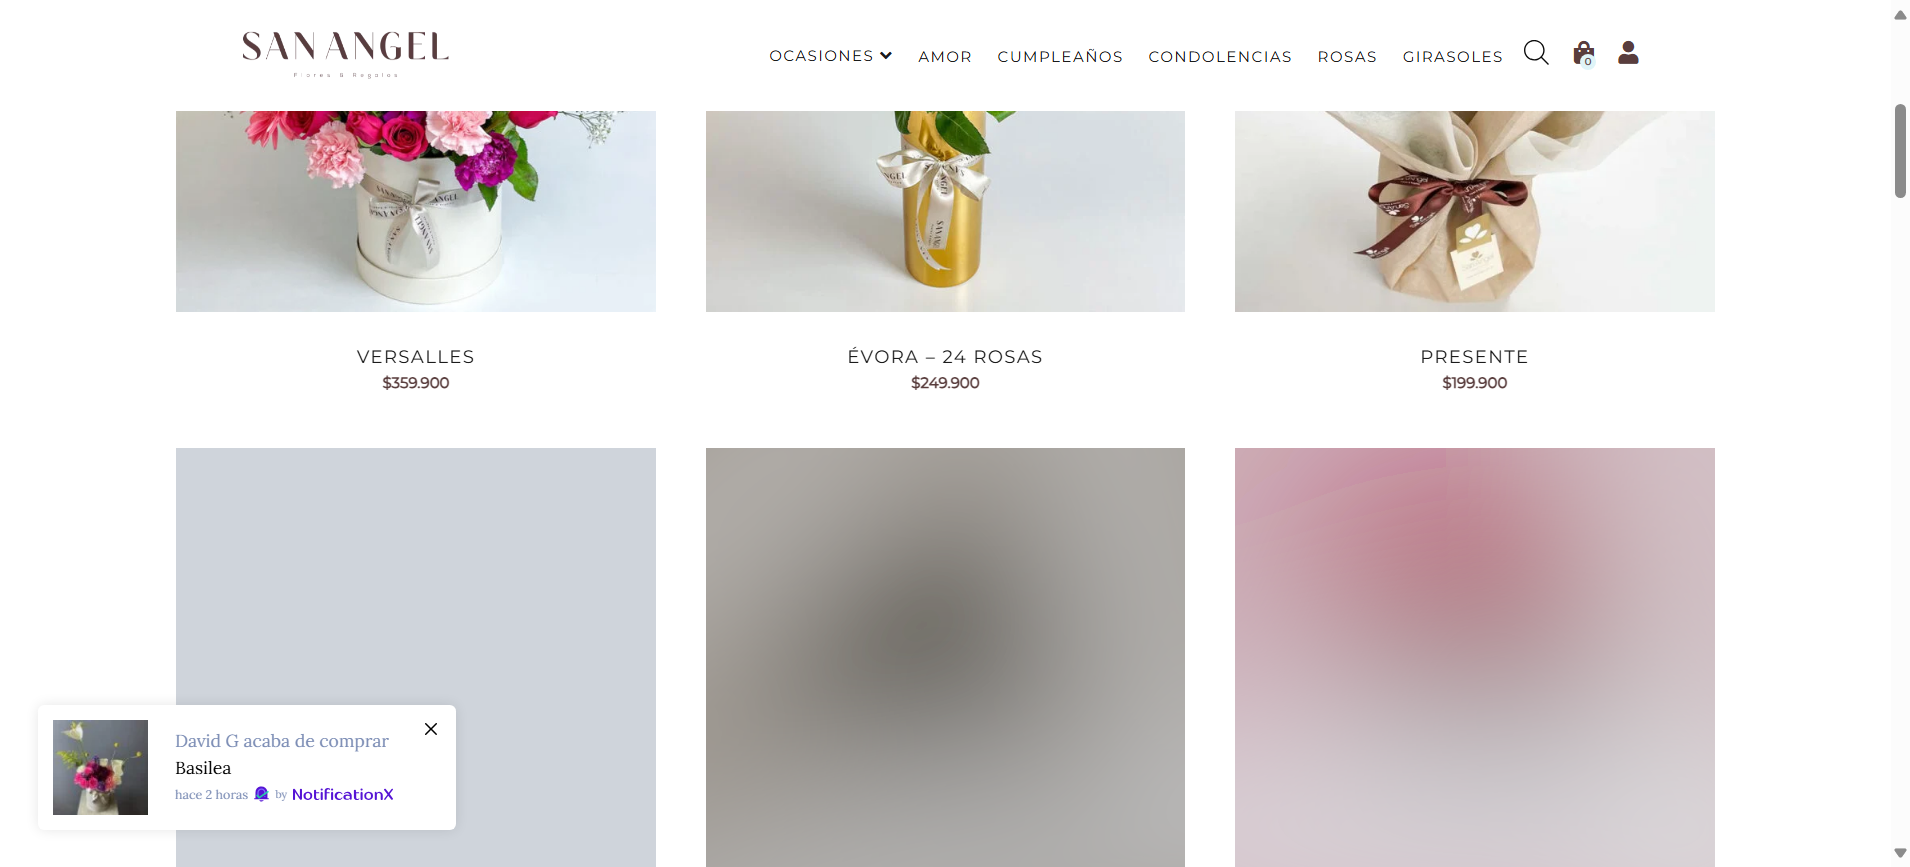 SAN ANGEL
Flores & Regalos
OCASIONES
AMOR
CUMPLEAÑOS
CONDOLENCIAS
ROSAS
GIRASOLES
0
VERSALLES
$359.900
ÉVORA – 24 ROSAS
$249.900
PRESENTE
$199.900
David G acaba de comprar
Basilea
hace 2 horas by NotificationX